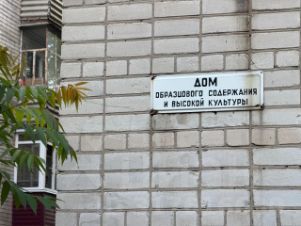 ДОМ
ОБРАЗЦОВОГО СОДЕРЖАНИЯ
И ВЫСОКОЙ КУЛЬТУРЫ